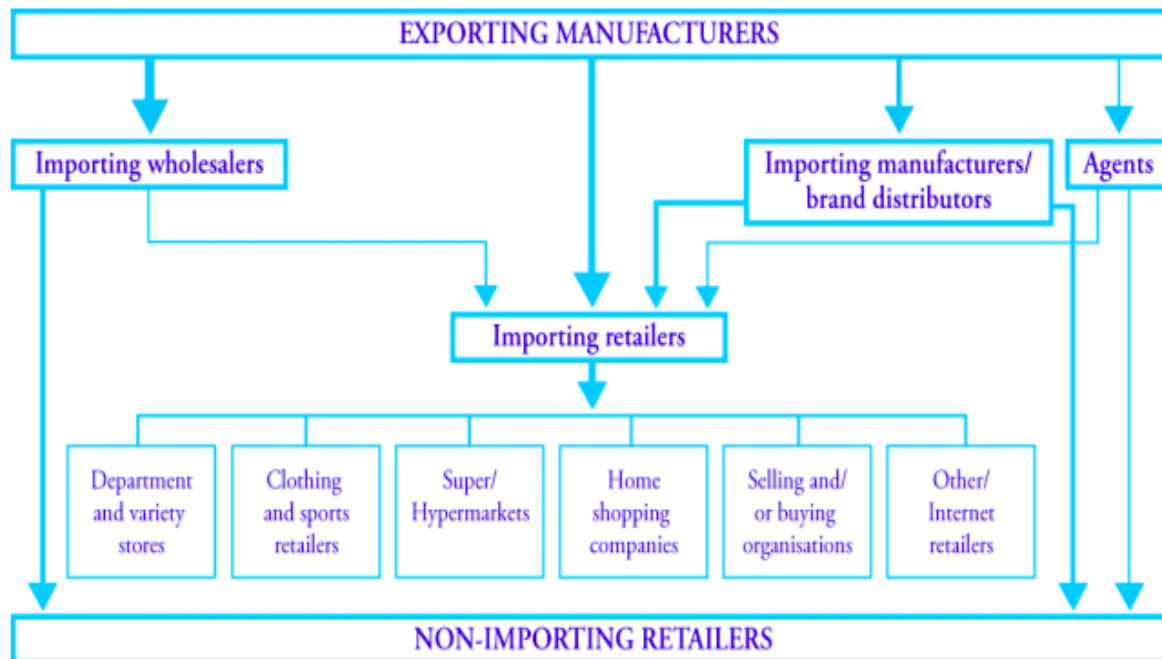 EXPORTING MANUFACTURERS
Importing wholesalers
Importing manufacturers/
brand distributors
Agents
Importing retailers
Department
and variety
stores
Clothing
and sports
retailers
Super/
Hypermarkets
Home
shopping
companies
Selling and/
or buying
organisations
Other/
Internet
retailers
NON-IMPORTING RETAILERS